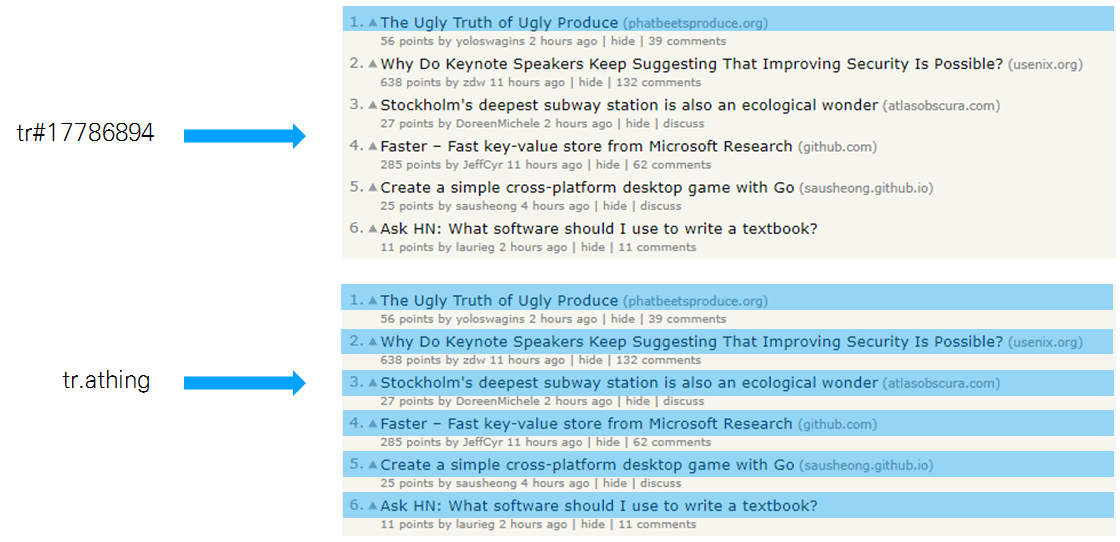 1. ▲ The Ugly Truth of Ugly Produce (phatbeetsproduce.org)
56 points by yoloswagins 2 hours ago | hide | 39 comments
2. ▲ Why Do Keynote Speakers Keep Suggesting That Improving Security Is Possible? (usenix.org)
638 points by zdw 11 hours ago | hide | 132 comments
3. ▲ Stockholm's deepest subway station is also an ecological wonder (atlasobscura.com)
27 points by DoreenMichele 2 hours ago | hide | discuss
tr#17786894
4. ▲ Faster – Fast key-value store from Microsoft Research (github.com)
285 points by JeffCyr 11 hours ago | hide | 62 comments
5. ▲ Create a simple cross-platform desktop game with Go (sausheong.github.io)
25 points by sausheong 4 hours ago | hide | discuss
6. ▲ Ask HN: What software should I use to write a textbook?
11 points by laurieg 2 hours ago | hide | 11 comments
1. ▲ The Ugly Truth of Ugly Produce (phatbeetsproduce.org)
56 points by yoloswagins 2 hours ago | hide | 39 comments
2. ▲ Why Do Keynote Speakers Keep Suggesting That Improving Security Is Possible? (usenix.org)
638 points by zdw 11 hours ago | hide | 132 comments
tr.athing
3. ▲ Stockholm's deepest subway station is also an ecological wonder (atlasobscura.com)
27 points by DoreenMichele 2 hours ago | hide | discuss
4. ▲ Faster – Fast key-value store from Microsoft Research (github.com)
285 points by JeffCyr 11 hours ago | hide | 62 comments
5. ▲ Create a simple cross-platform desktop game with Go (sausheong.github.io)
25 points by sausheong 4 hours ago | hide | discuss
6. ▲ Ask HN: What software should I use to write a textbook?
11 points by laurieg 2 hours ago | hide | 11 comments